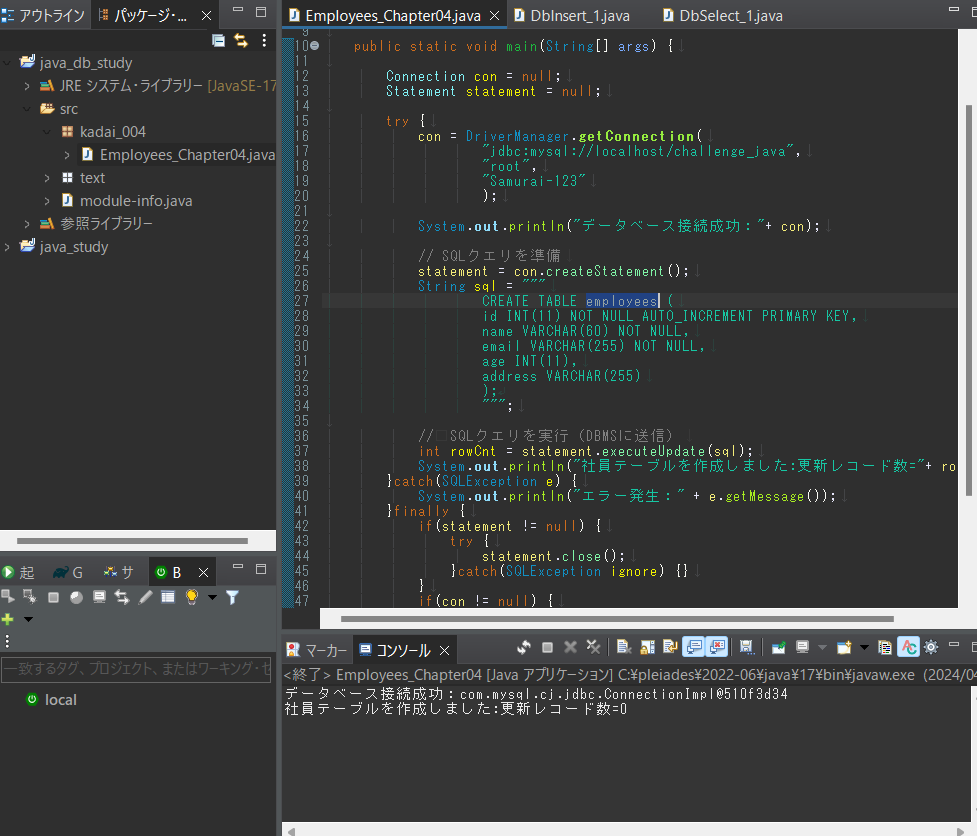 アウトライン パッケージ・...
java_db_study
JRE システム・ライブラリー [JavaSE-17
src
kadai_004
Employees_Chapter04.java
text
module-info.java
参照ライブラリー
java_study
Employees_Chapter04.java DbInsert_1.java DbSelect_1.java
9
10 public static void main(String[] args) {
11
12 Connection con = null;
13 Statement statement = null;
14
15 try {
16 con = DriverManager.getConnection(
17 "jdbc:mysql://localhost/challenge_java",
18 "root",
19 "Samurai-123"
20 );
21
22 System.out.println("データベース接続成功："+ con);
23
24 // SQLクエリを準備
25 statement = con.createStatement();
26 String sql = """
27 CREATE TABLE employees (
28 id INT(11) NOT NULL AUTO_INCREMENT PRIMARY KEY,
29 name VARCHAR(60) NOT NULL,
30 email VARCHAR(255) NOT NULL,
31 age INT(11),
32 address VARCHAR(255)
33 );
34 """;
35
36 //　SQLクエリを実行（DBMSに送信）
37 int rowCnt = statement.executeUpdate(sql);
38 System.out.println("社員テーブルを作成しました:更新レコード数="+ ro
39 }catch(SQLException e) {
40 System.out.println("エラー発生：" + e.getMessage());
41 }finally {
42 if(statement != null) {
43 try {
44 statement.close();
45 }catch(SQLException ignore) {}
46 }
47 if(con != null) {
起 G サ B
一致するタグ、プロジェクト、またはワーキング・セ
local
マーカー コンソール
<終了> Employees_Chapter04 [Java アプリケーション] C:¥pleiades¥2022-06¥java¥17¥bin¥javaw.exe (2024/04
データベース接続成功：com.mysql.cj.jdbc.ConnectionImpl@510f3d34
社員テーブルを作成しました:更新レコード数=0